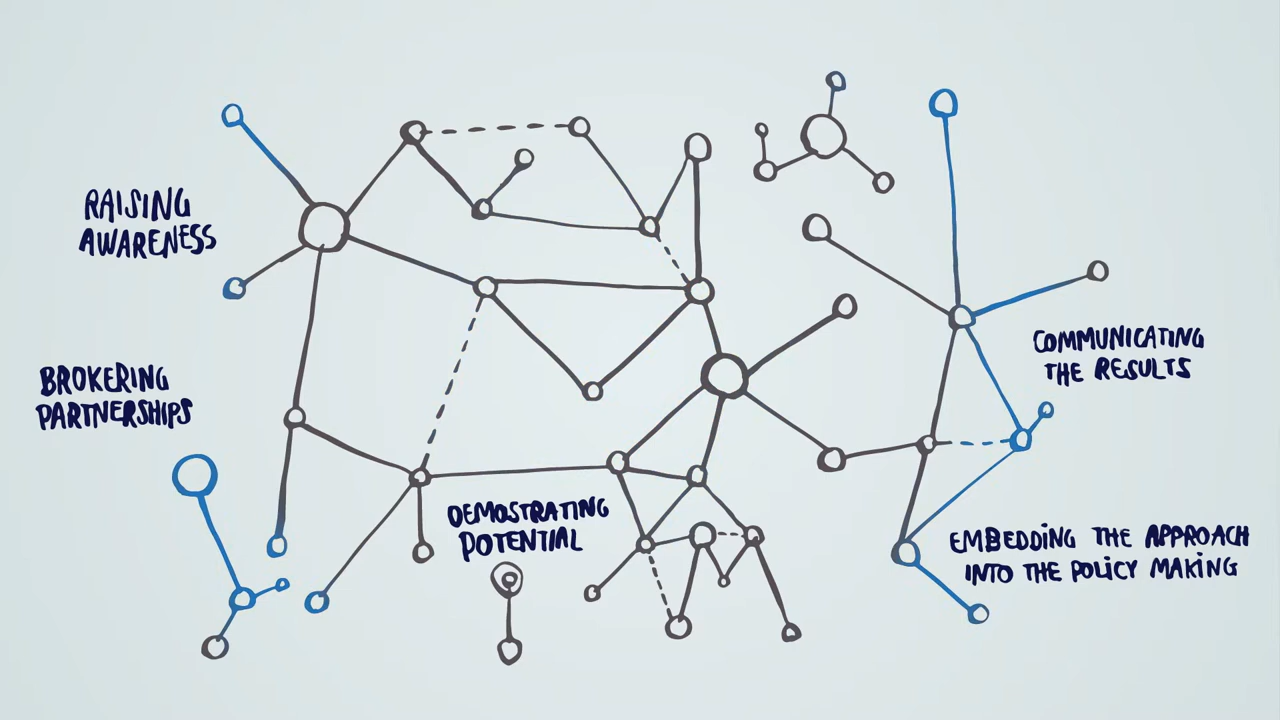 RAISING
AWARENESS
BROKERING
PARTNERSHIPS
DEMOSTRATING
POTENTIAL
COMMUNICATING
THE RESULTS
EMBEDDING THE APPROACH
INTO THE POLICY MAKING